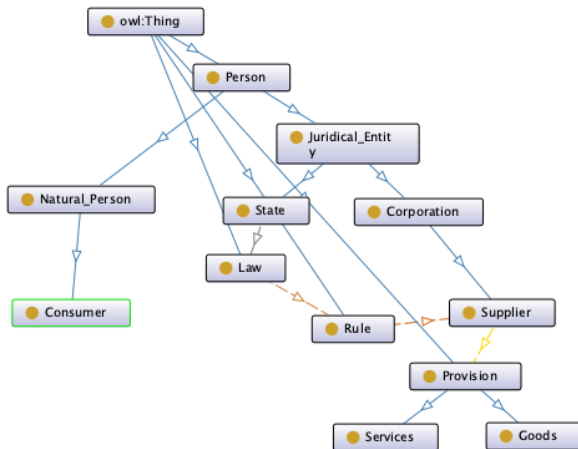 owl:Thing
Person
Juridical_Entit
y
Natural_Person
State
Corporation
Law
Consumer
Supplier
Rule
Provision
Services
Goods